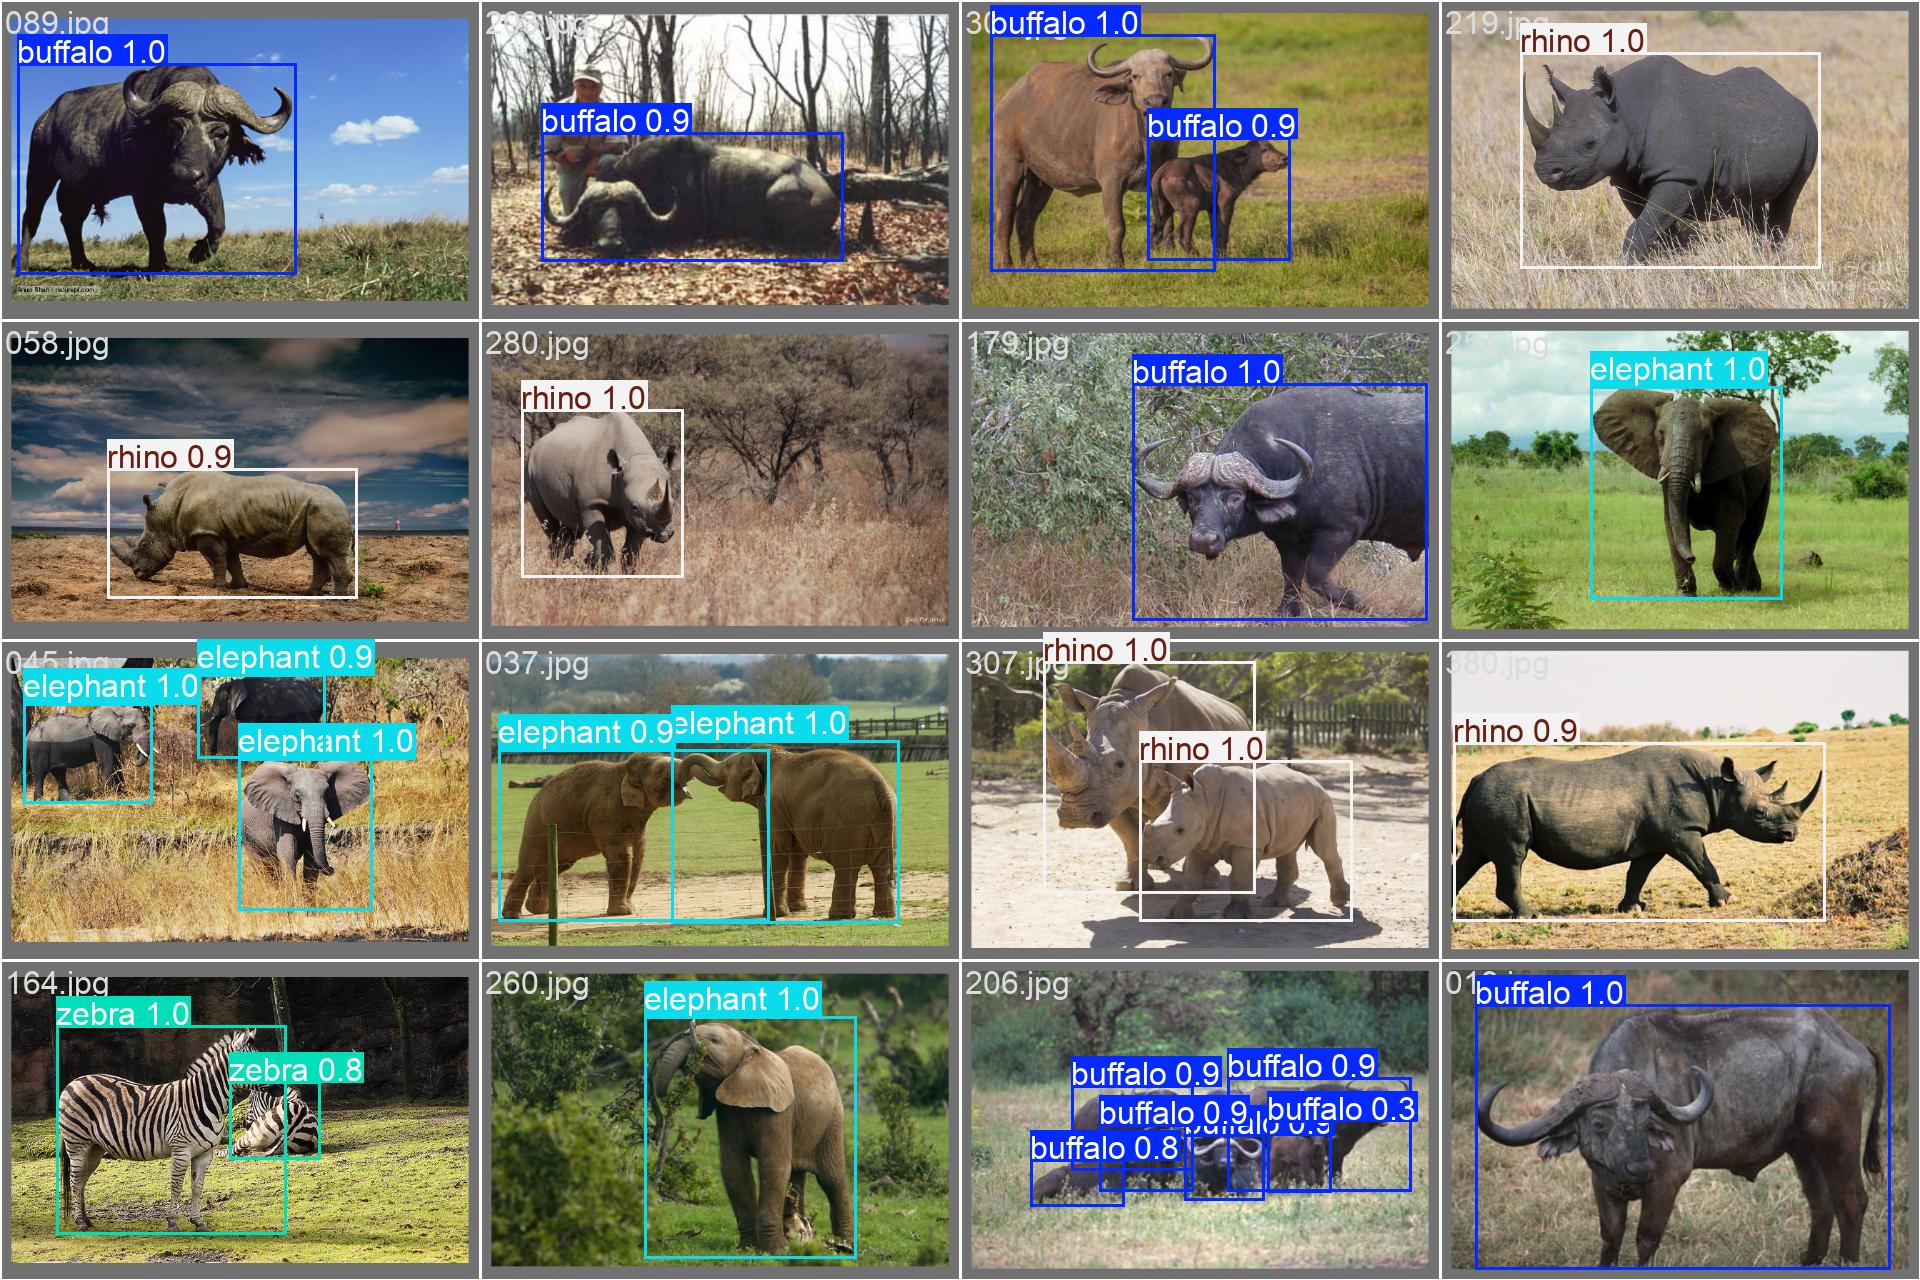 089.jpg
buffalo 1.0
buffalo 0.9
buffalo 1.0
buffalo 0.9
219.jpg
rhino 1.0
058.jpg
rhino 0.9
280.jpg
rhino 1.0
179.jpg
buffalo 1.0
elephant 1.0
045.jpg
elephant 1.0
elephant 0.9
elephant 1.0
037.jpg
elephant 0.9
elephant 1.0
307.jpg
rhino 1.0
rhino 1.0
380.jpg
rhino 0.9
164.jpg
zebra 1.0
zebra 0.8
260.jpg
elephant 1.0
206.jpg
buffalo 0.9
buffalo 0.9
buffalo 0.9
buffalo 0.3
buffalo 0.9
buffalo 0.8
buffalo 1.0